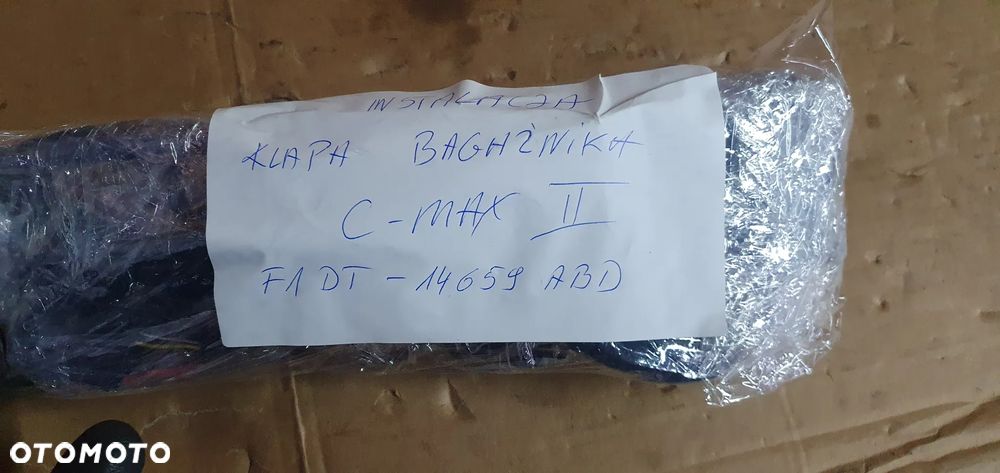 INSTALACJA
KLAPA BAGAŻNIKA
C-MAX II
F1DT-14659 ABD
OTOMOTO